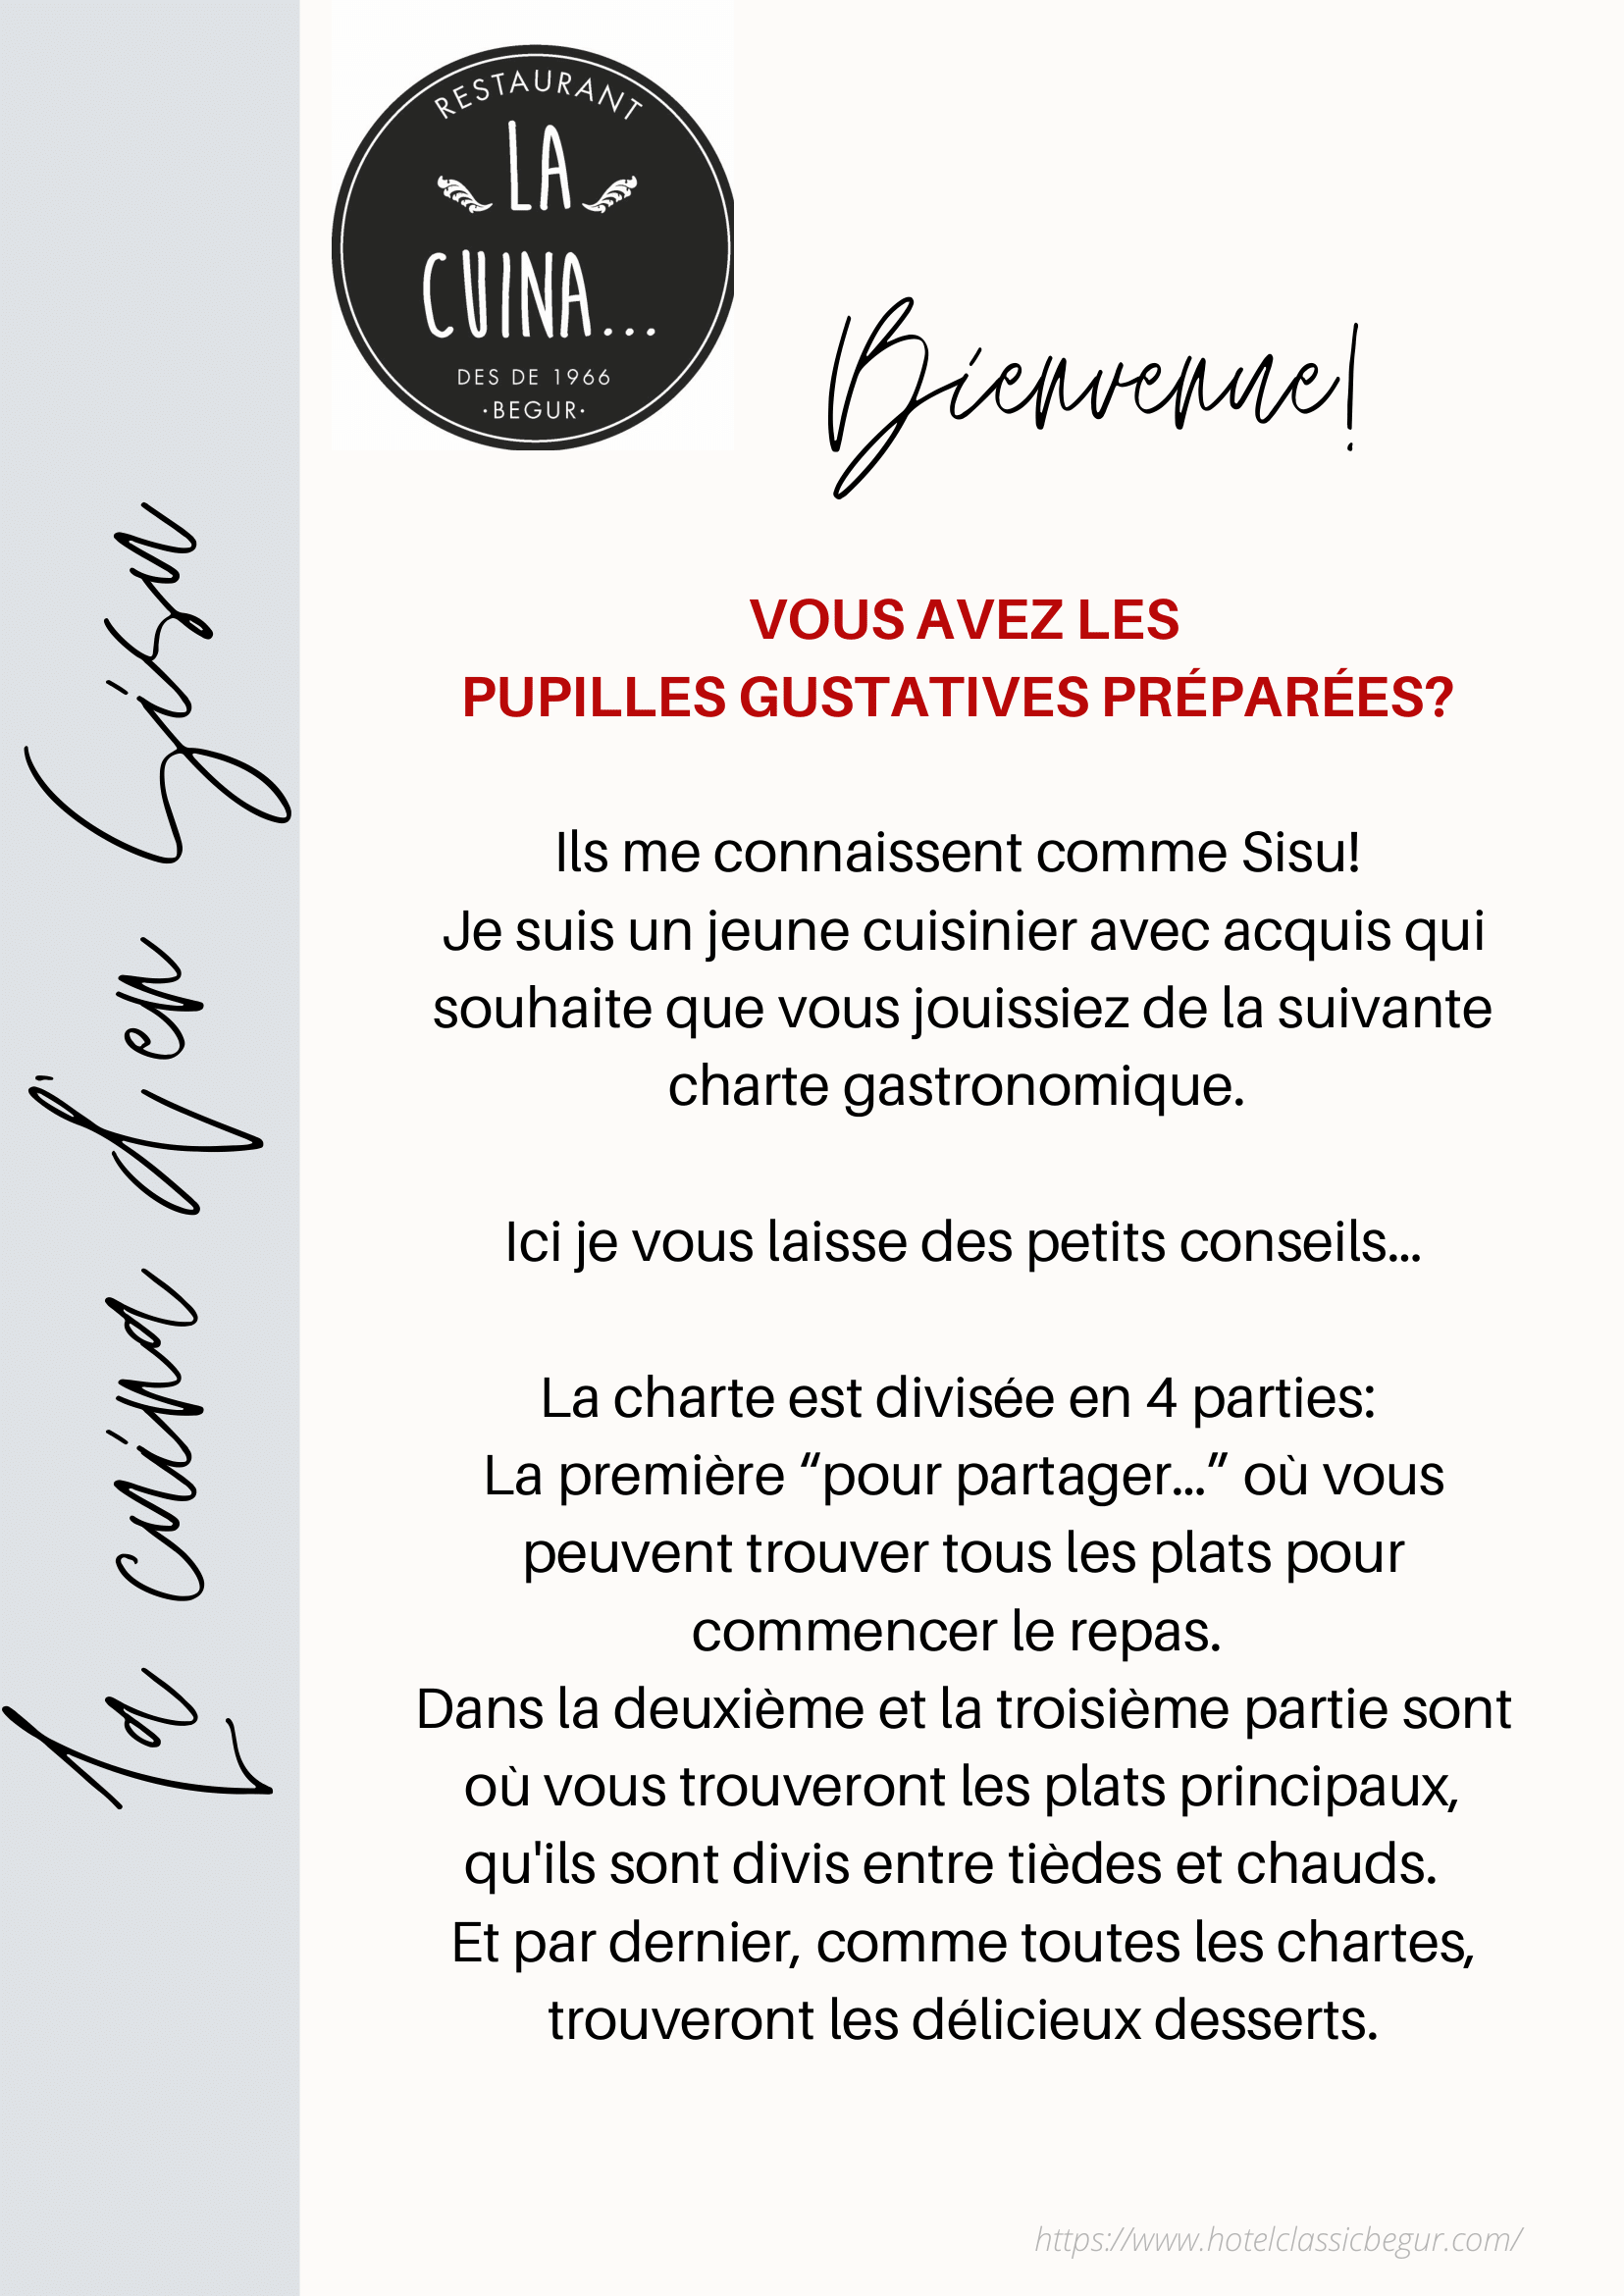 RESTAURANT
LA
CUINA...
DES DE 1966
·BEGUR·
Bienvenue!
La cuina d'en Sisu
VOUS AVEZ LES
PUPILLES GUSTATIVES PRÉPARÉES?
Ils me connaissent comme Sisu!
Je suis un jeune cuisinier avec acquis qui
souhaite que vous jouissiez de la suivante
charte gastronomique.
Ici je vous laisse des petits conseils...
La charte est divisée en 4 parties:
La première “pour partager...” où vous
peuvent trouver tous les plats pour
commencer le repas.
Dans la deuxième et la troisième partie sont
où vous trouveront les plats principaux,
qu'ils sont divis entre tièdes et chauds.
Et par dernier, comme toutes les chartes,
trouveront les délicieux desserts.
https://www.hotelclassicbegur.com/